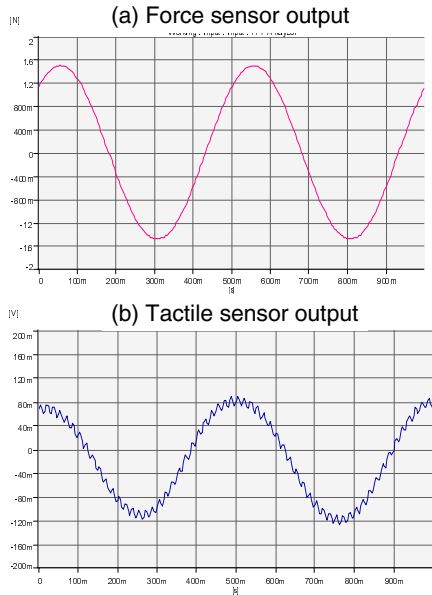 (a) Force sensor output
[N]
2
1.6
1.2
800m
400m
0
-400m
-800m
-1.2
-1.6
-2
0 100m 200m 300m 400m 500m 600m 700m 800m 900m
[s]
(b) Tactile sensor output
[V]
200m
160m
120m
80m
40m
0
-40m
-80m
-120m
-160m
-200m
0 100m 200m 300m 400m 500m 600m 700m 800m 900m
[s]